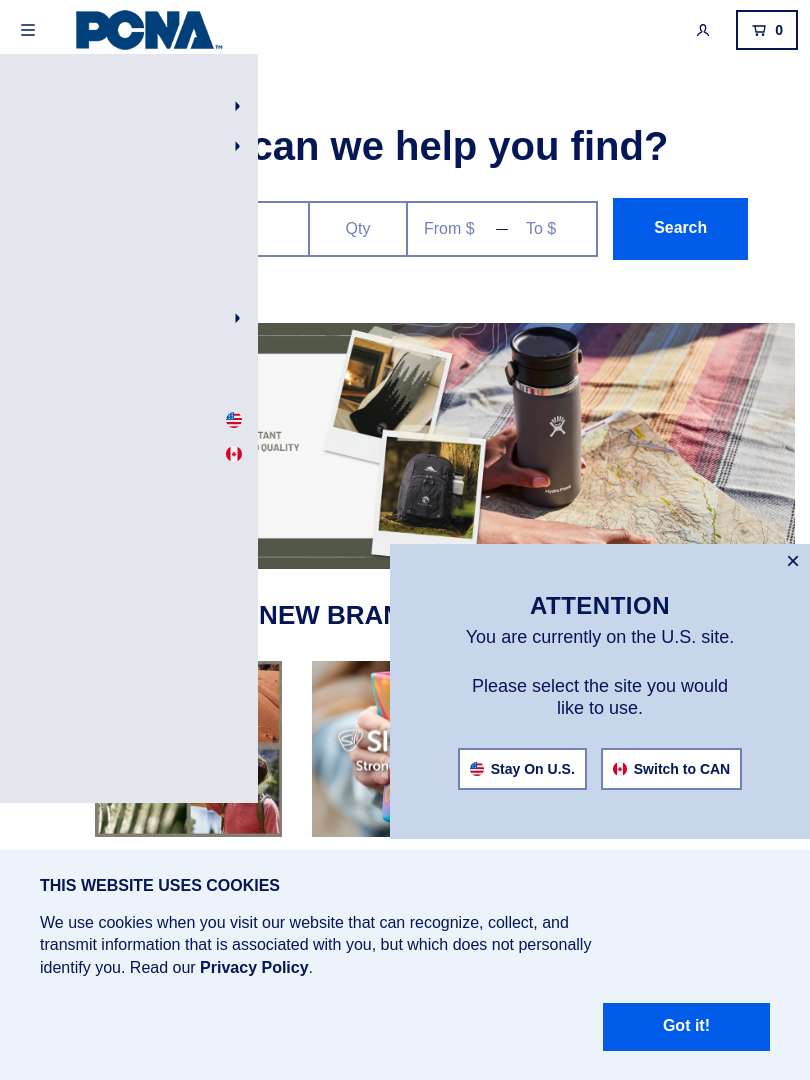 PCNA™
0
can we help you find?
Qty
From $
—
To $
Search
TANT
QUALITY
Hydro Flask
NEW BRAN
ATTENTION
You are currently on the U.S. site.
Please select the site you would
like to use.
Stay On U.S.
Switch to CAN
THIS WEBSITE USES COOKIES
We use cookies when you visit our website that can recognize, collect, and
transmit information that is associated with you, but which does not personally
identify you. Read our Privacy Policy.
Got it!